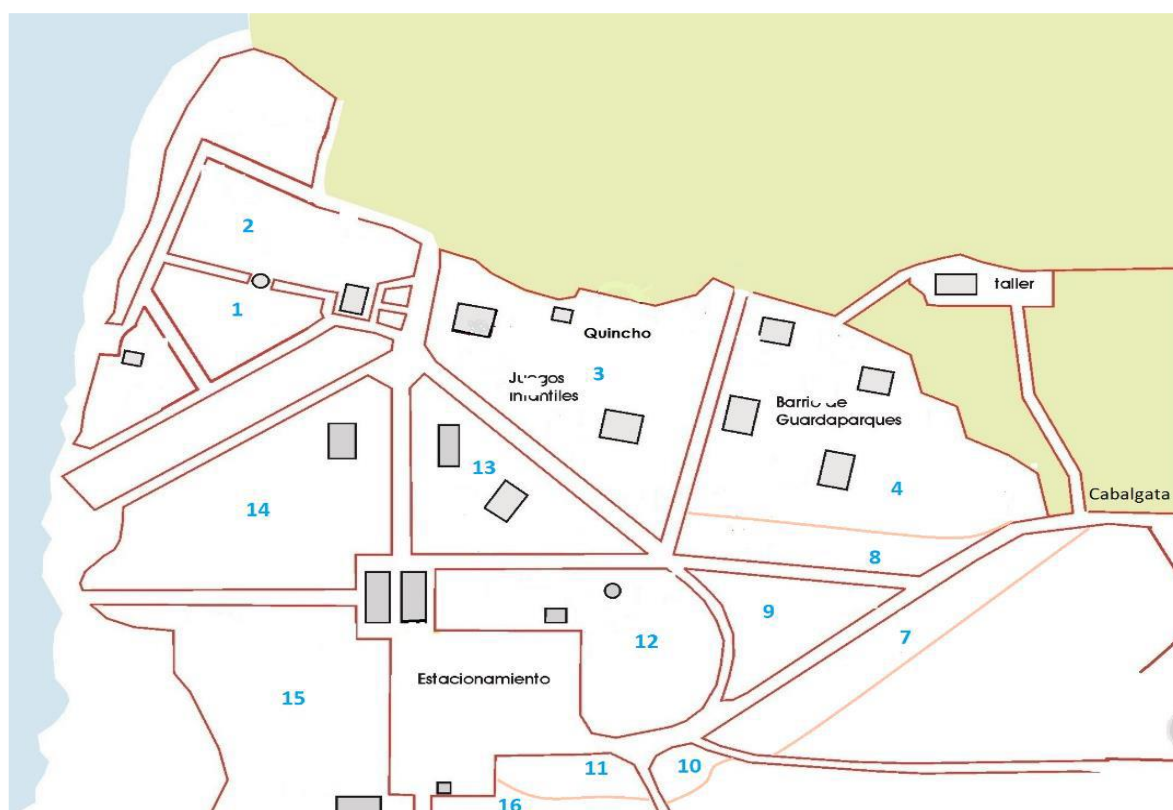 2
taller
1
Quincho
3
Juegos
infantiles
Barrio de
Guardaparques
13
4
Cabalgata
14
8
9
12
7
Estacionamiento
15
11
10
16